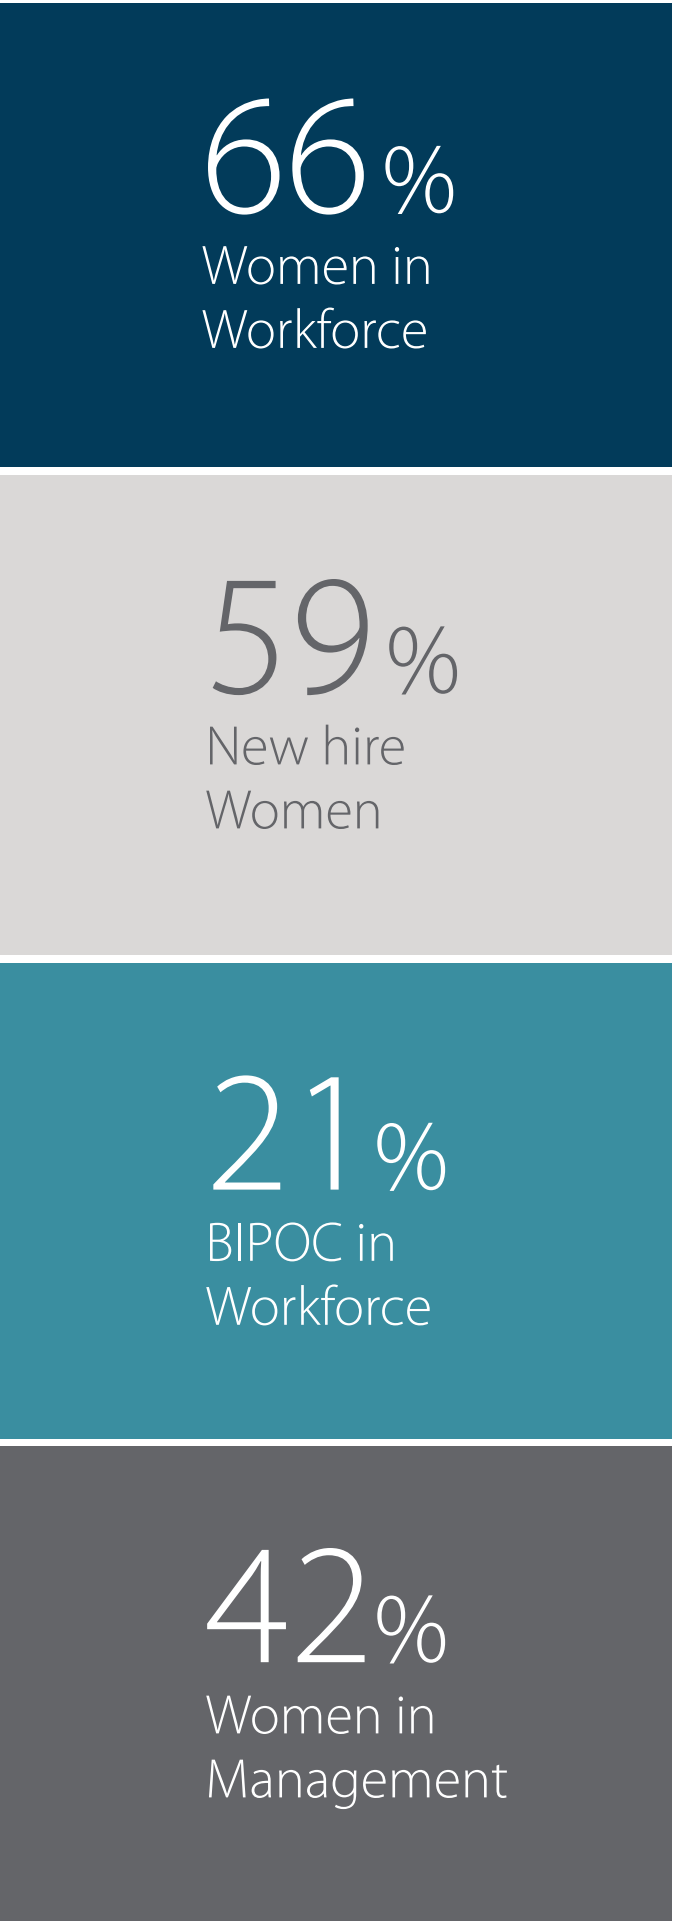 66%
Women in
Workforce
59%
New hire
Women
21%
BIPOC in
Workforce
42%
Women in
Management